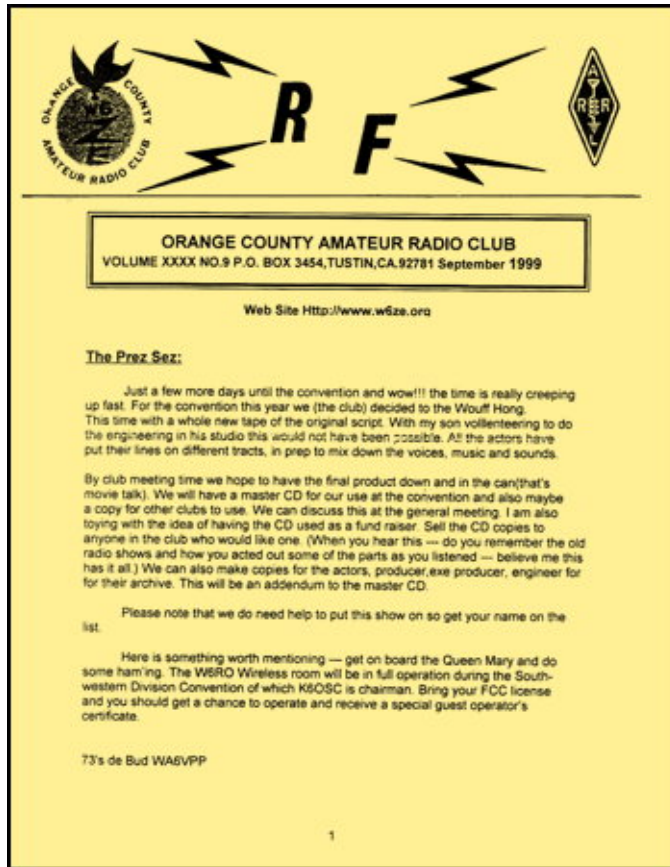 ORANGE COUNTY
W6
ZE
AMATEUR RADIO CLUB
R F
A
R R
L
ORANGE COUNTY AMATEUR RADIO CLUB
VOLUME XXXX NO.9 P.O. BOX 3454,TUSTIN,CA.92781 September 1999
Web Site Http://www.w6ze.org
The Prez Sez:
Just a few more days until the convention and wow!!! the time is really creeping
up fast. For the convention this year we (the club) decided to the Wouff Hong.
This time with a whole new tape of the original script. With my son vollenteering to do
the engineering in his studio this would not have been possible. All the actors have
put their lines on different tracts, in prep to mix down the voices, music and sounds.
By club meeting time we hope to have the final product down and in the can(that's
movie talk). We will have a master CD for our use at the convention and also maybe
a copy for other clubs to use. We can discuss this at the general meeting. I am also
toying with the idea of having the CD used as a fund raiser. Sell the CD copies to
anyone in the club who would like one. (When you hear this --- do you remember the old
radio shows and how you acted out some of the parts as you listened --- believe me this
has it all.) We can also make copies for the actors, producer,exe producer, engineer for
for their archive. This will be an addendum to the master CD.
Please note that we do need help to put this show on so get your name on the
list.
Here is something worth mentioning --- get on board the Queen Mary and do
some ham'ing. The W6RO Wireless room will be in full operation during the South-
western Division Convention of which K6OSC is chairman. Bring your FCC license
and you should get a chance to operate and receive a special guest operator's
certificate.
73's de Bud WA6VPP
1